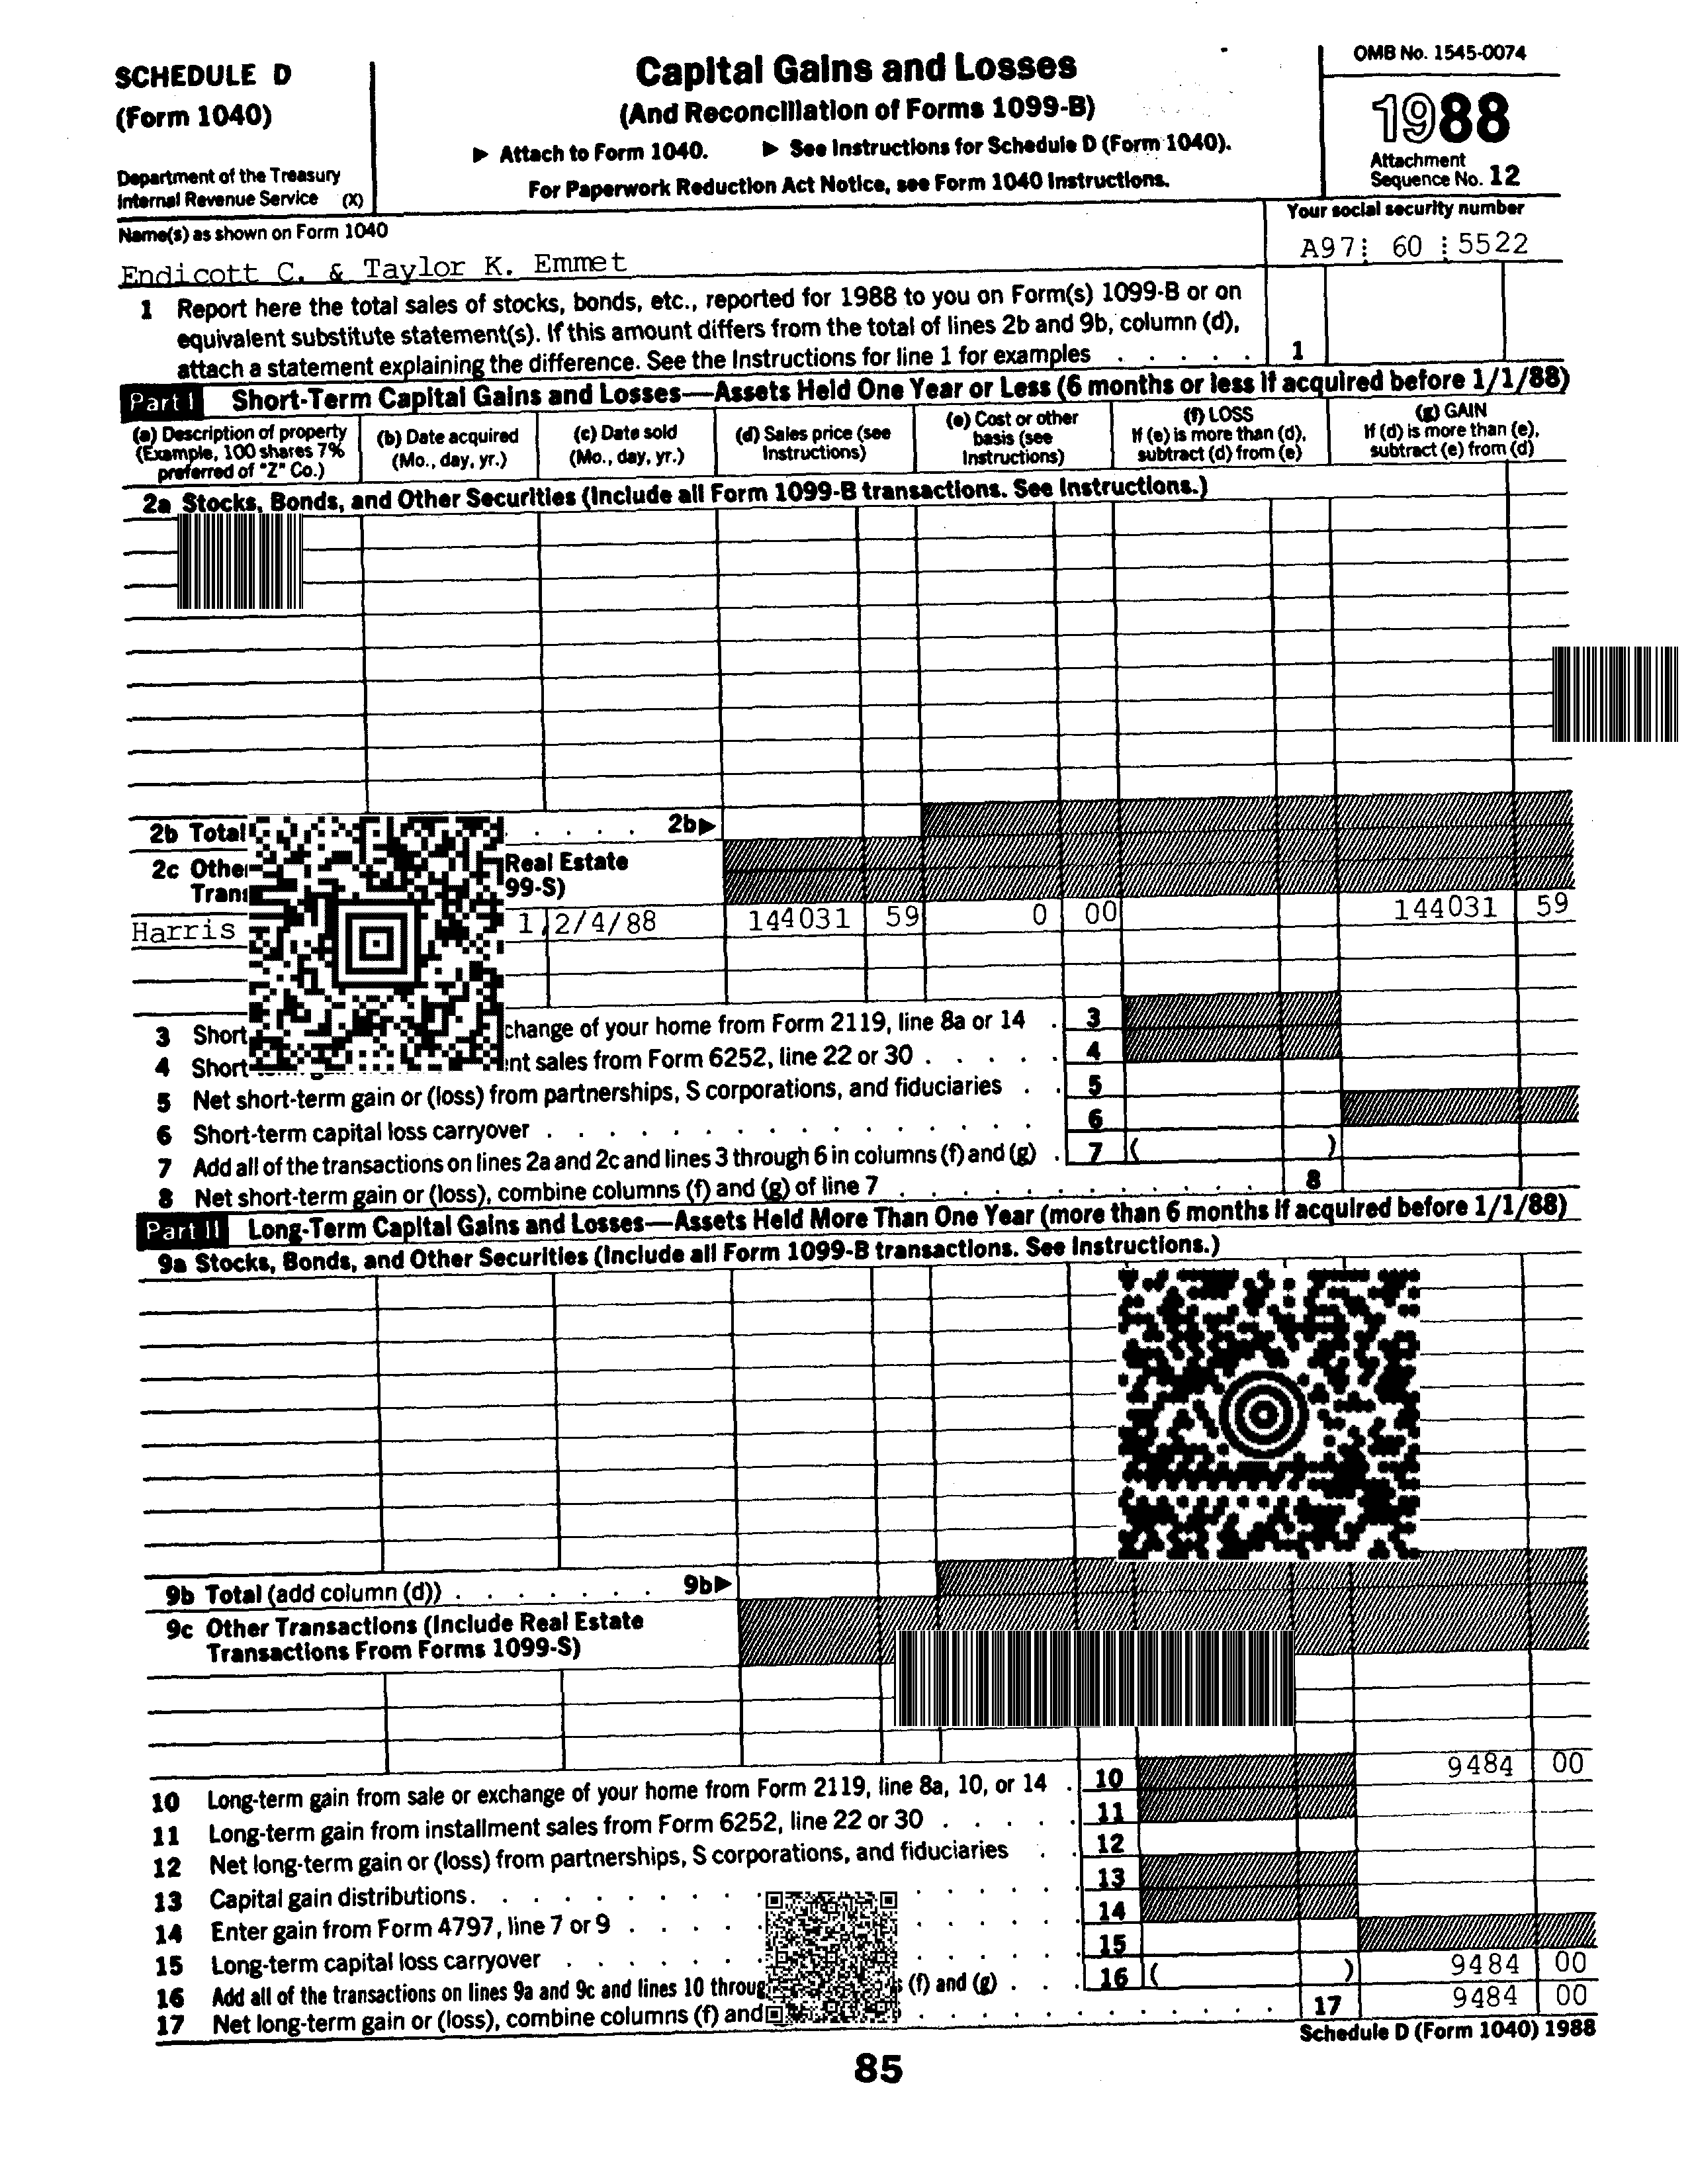 SCHEDULE D
(Form 1040)
Department of the Treasury
Internal Revenue Service (X)
Capital Gains and Losses
(And Reconciliation of Forms 1099-B)
▶ Attach to Form 1040. ▶ See Instructions for Schedule D (Form 1040).
For Paperwork Reduction Act Notice, see Form 1040 Instructions.
OMB No. 1545-0074
1988
Attachment
Sequence No. 12
Name(s) as shown on Form 1040
Endicott C. & Taylor K. Emmet
Your social security number
A97 60 5522
1 Report here the total sales of stocks, bonds, etc., reported for 1988 to you on Form(s) 1099-B or on
equivalent substitute statement(s). If this amount differs from the total of lines 2b and 9b, column (d),
attach a statement explaining the difference. See the Instructions for line 1 for examples . . . . . 1
Part I Short-Term Capital Gains and Losses—Assets Held One Year or Less (6 months or less if acquired before 1/1/88)
(a) Description of property
(Example, 100 shares 7%
preferred of "Z" Co.)
(b) Date acquired
(Mo., day, yr.)
(c) Date sold
(Mo., day, yr.)
(d) Sales price (see
Instructions)
(e) Cost or other
basis (see
Instructions)
(f) LOSS
If (e) is more than (d),
subtract (d) from (e)
(g) GAIN
If (d) is more than (e),
subtract (e) from (d)
2a Stocks, Bonds, and Other Securities (Include all Form 1099-B transactions. See Instructions.)
2b Total . . . . 2b▶
2c Real Estate
99-S)
Harris 1 2/4/88 144031 59 0 00 144031 59
3 Short change of your home from Form 2119, line 8a or 14 . 3
4 Short- sales from Form 6252, line 22 or 30 . . . . . 4
5 Net short-term gain or (loss) from partnerships, S corporations, and fiduciaries . . 5
6 Short-term capital loss carryover . . . . . . . . . . . . . . 6
7 Add all of the transactions on lines 2a and 2c and lines 3 through 6 in columns (f) and (g) . 7 ( )
8 Net short-term gain or (loss), combine columns (f) and (g) of line 7 . . . . . . . . . . . . 8
Part II Long-Term Capital Gains and Losses—Assets Held More Than One Year (more than 6 months if acquired before 1/1/88)
9a Stocks, Bonds, and Other Securities (Include all Form 1099-B transactions. See Instructions.)
9b Total (add column (d)) . . . . . . . 9b▶
9c Other Transactions (Include Real Estate
Transactions From Forms 1099-S)
9484 00
10 Long-term gain from sale or exchange of your home from Form 2119, line 8a, 10, or 14 . 10
11 Long-term gain from installment sales from Form 6252, line 22 or 30 . . . . . 11
12 Net long-term gain or (loss) from partnerships, S corporations, and fiduciaries . . 12
13 Capital gain distributions . . . . . . . . . . . . . 13
14 Enter gain from Form 4797, line 7 or 9 . . . . . . . . . . 14
15 Long-term capital loss carryover . . . . . . . . . . . 15
16 Add all of the transactions on lines 9a and 9c and lines 10 (f) and (g) . . . 16 ( ) 9484 00
17 Net long-term gain or (loss), combine columns (f) and . . . . . . . . . . . 17 9484 00
Schedule D (Form 1040) 1988
85